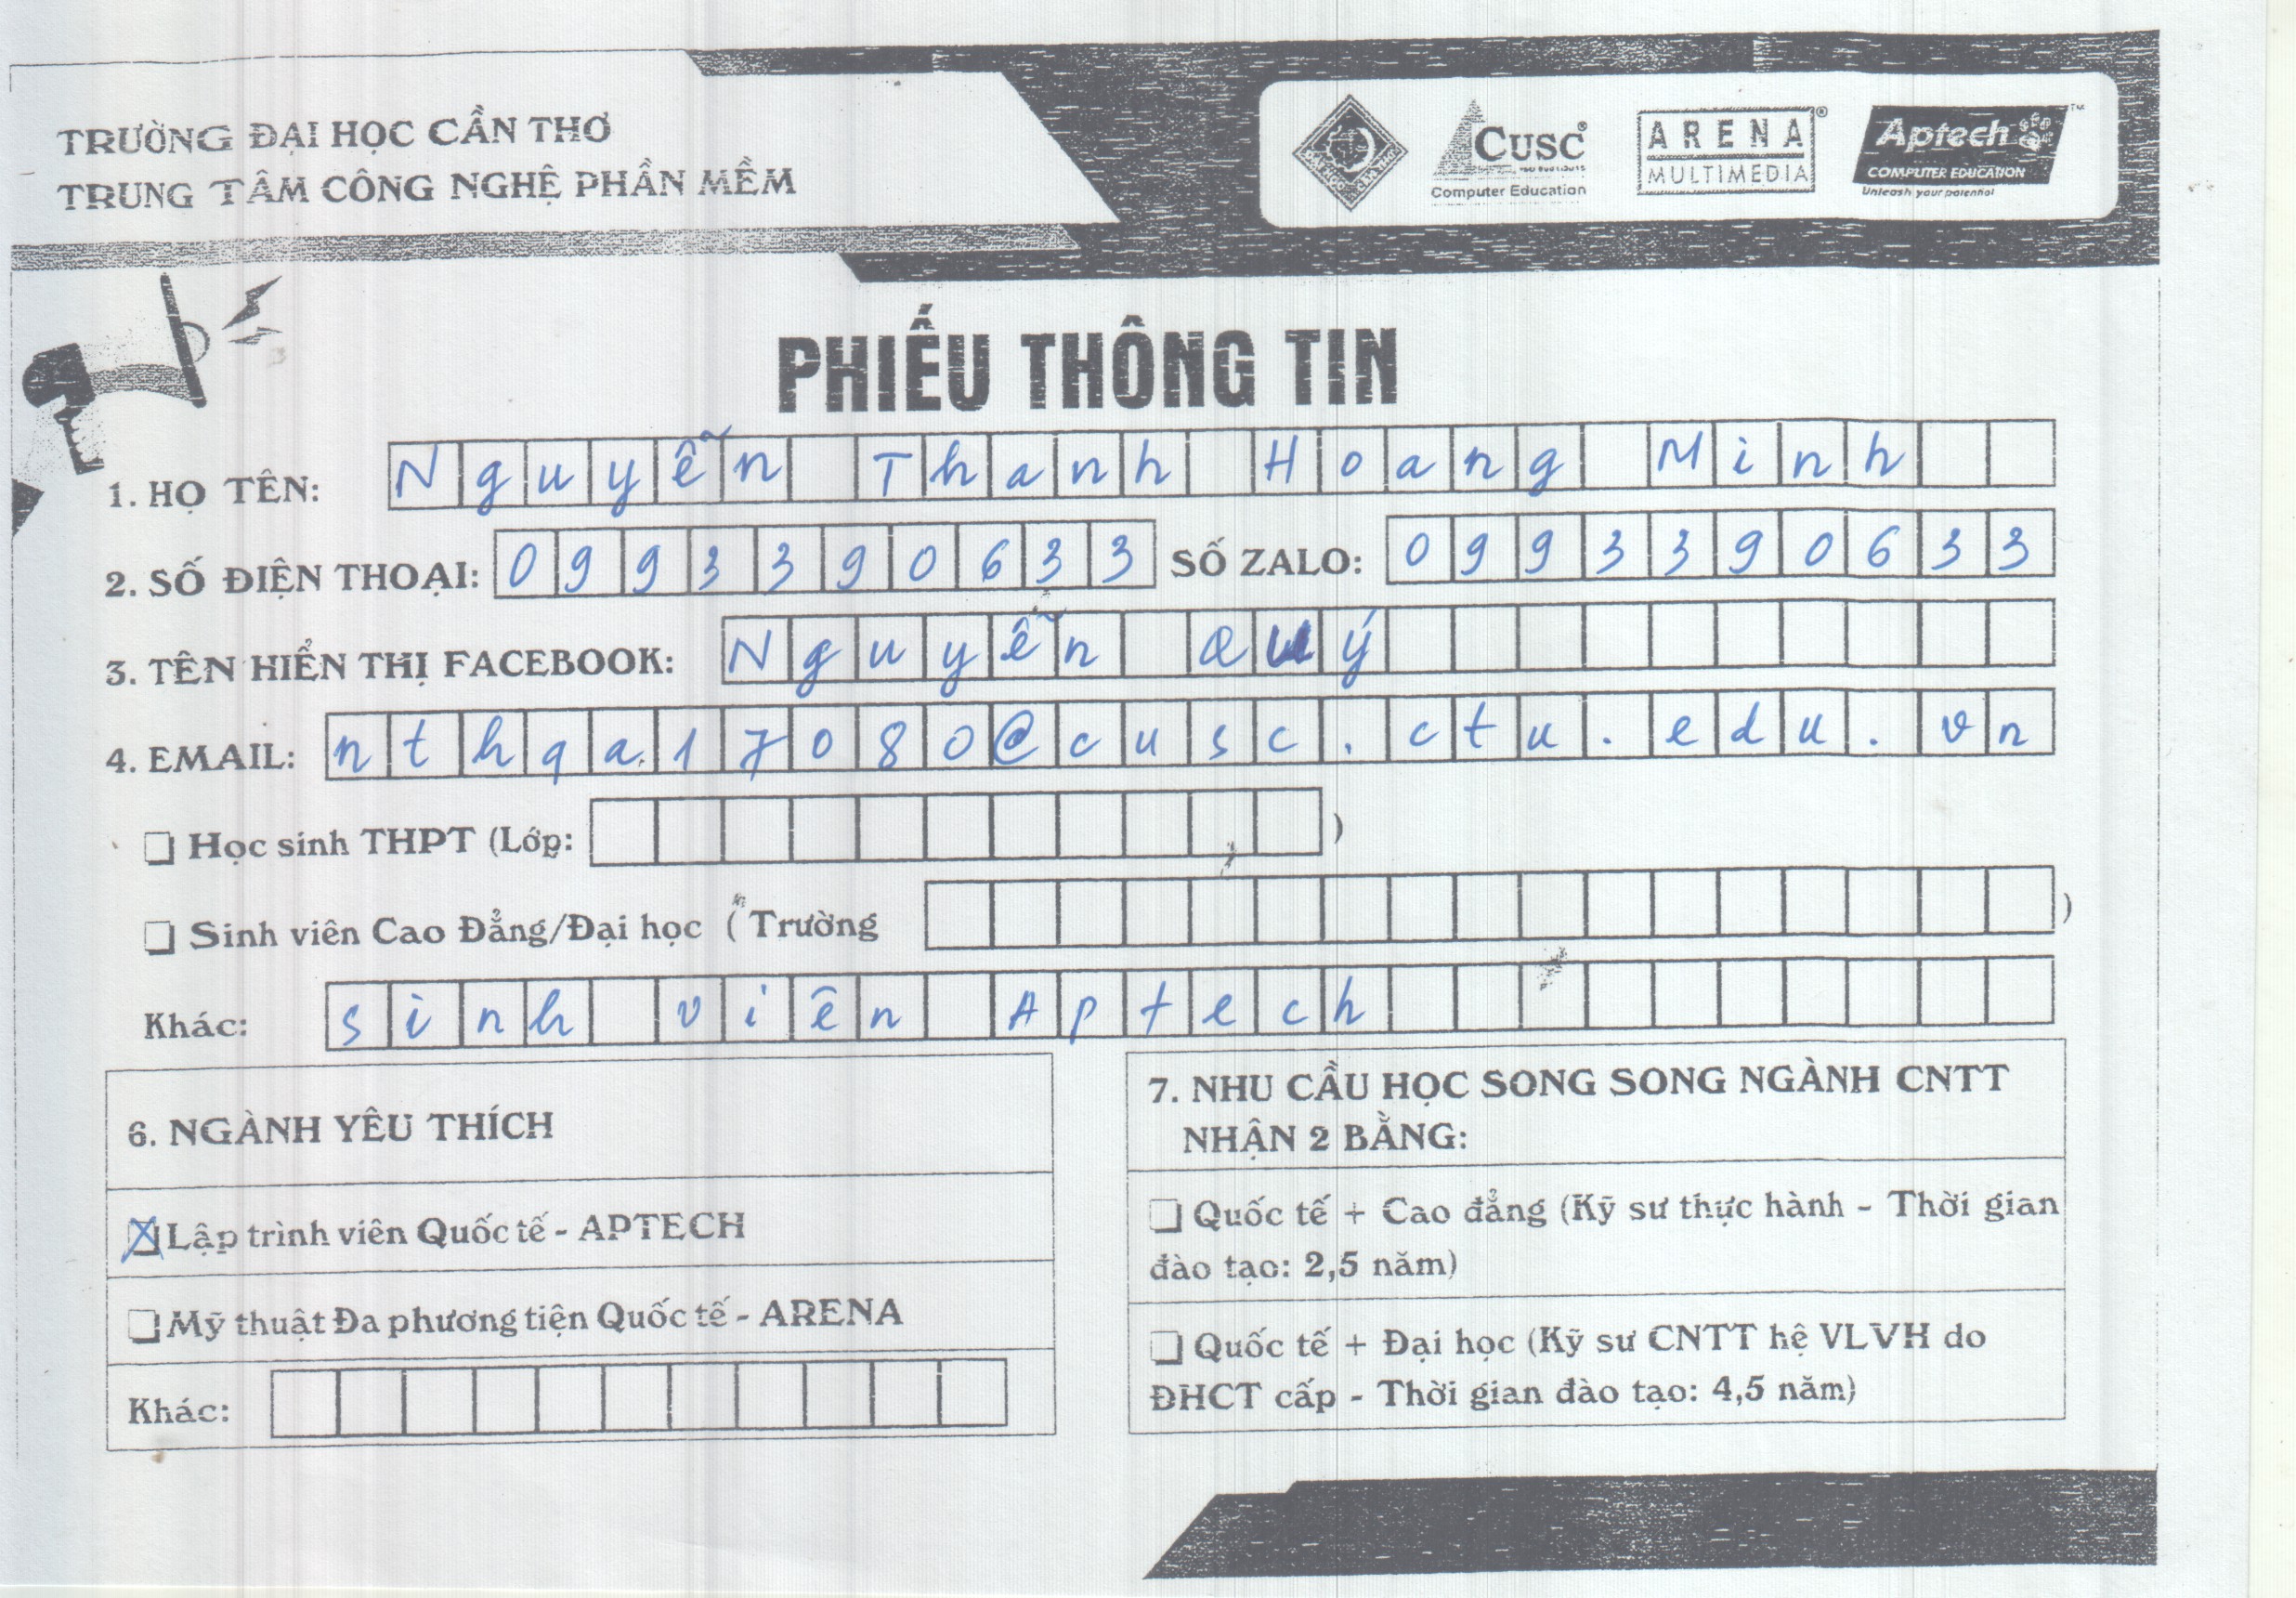 TRƯỜNG ĐẠI HỌC CẦN THƠ
TRUNG TÂM CÔNG NGHỆ PHẦN MỀM
CUSC®
Computer Education
ARENA®
MULTIMEDIA
Aptech™
COMPUTER EDUCATION
Unleash your potential
PHIẾU THÔNG TIN
1. HỌ TÊN: Nguyễn Thanh Hoang Minh
2. SỐ ĐIỆN THOẠI: 0993390633 SỐ ZALO: 0993390633
3. TÊN HIỂN THỊ FACEBOOK: Nguyễn Quý
4. EMAIL: nthqa.17080@cusc.ctu.edu.vn
❑ Học sinh THPT (Lớp: )
❑ Sinh viên Cao Đẳng/Đại học ( Trường )
Khác: sinh viên Aptech
6. NGÀNH YÊU THÍCH
☒ Lập trình viên Quốc tế - APTECH
❑ Mỹ thuật Đa phương tiện Quốc tế - ARENA
Khác:
7. NHU CẦU HỌC SONG SONG NGÀNH CNTT
NHẬN 2 BẰNG:
❑ Quốc tế + Cao đẳng (Kỹ sư thực hành - Thời gian
đào tạo: 2,5 năm)
❑ Quốc tế + Đại học (Kỹ sư CNTT hệ VLVH do
ĐHCT cấp - Thời gian đào tạo: 4,5 năm)